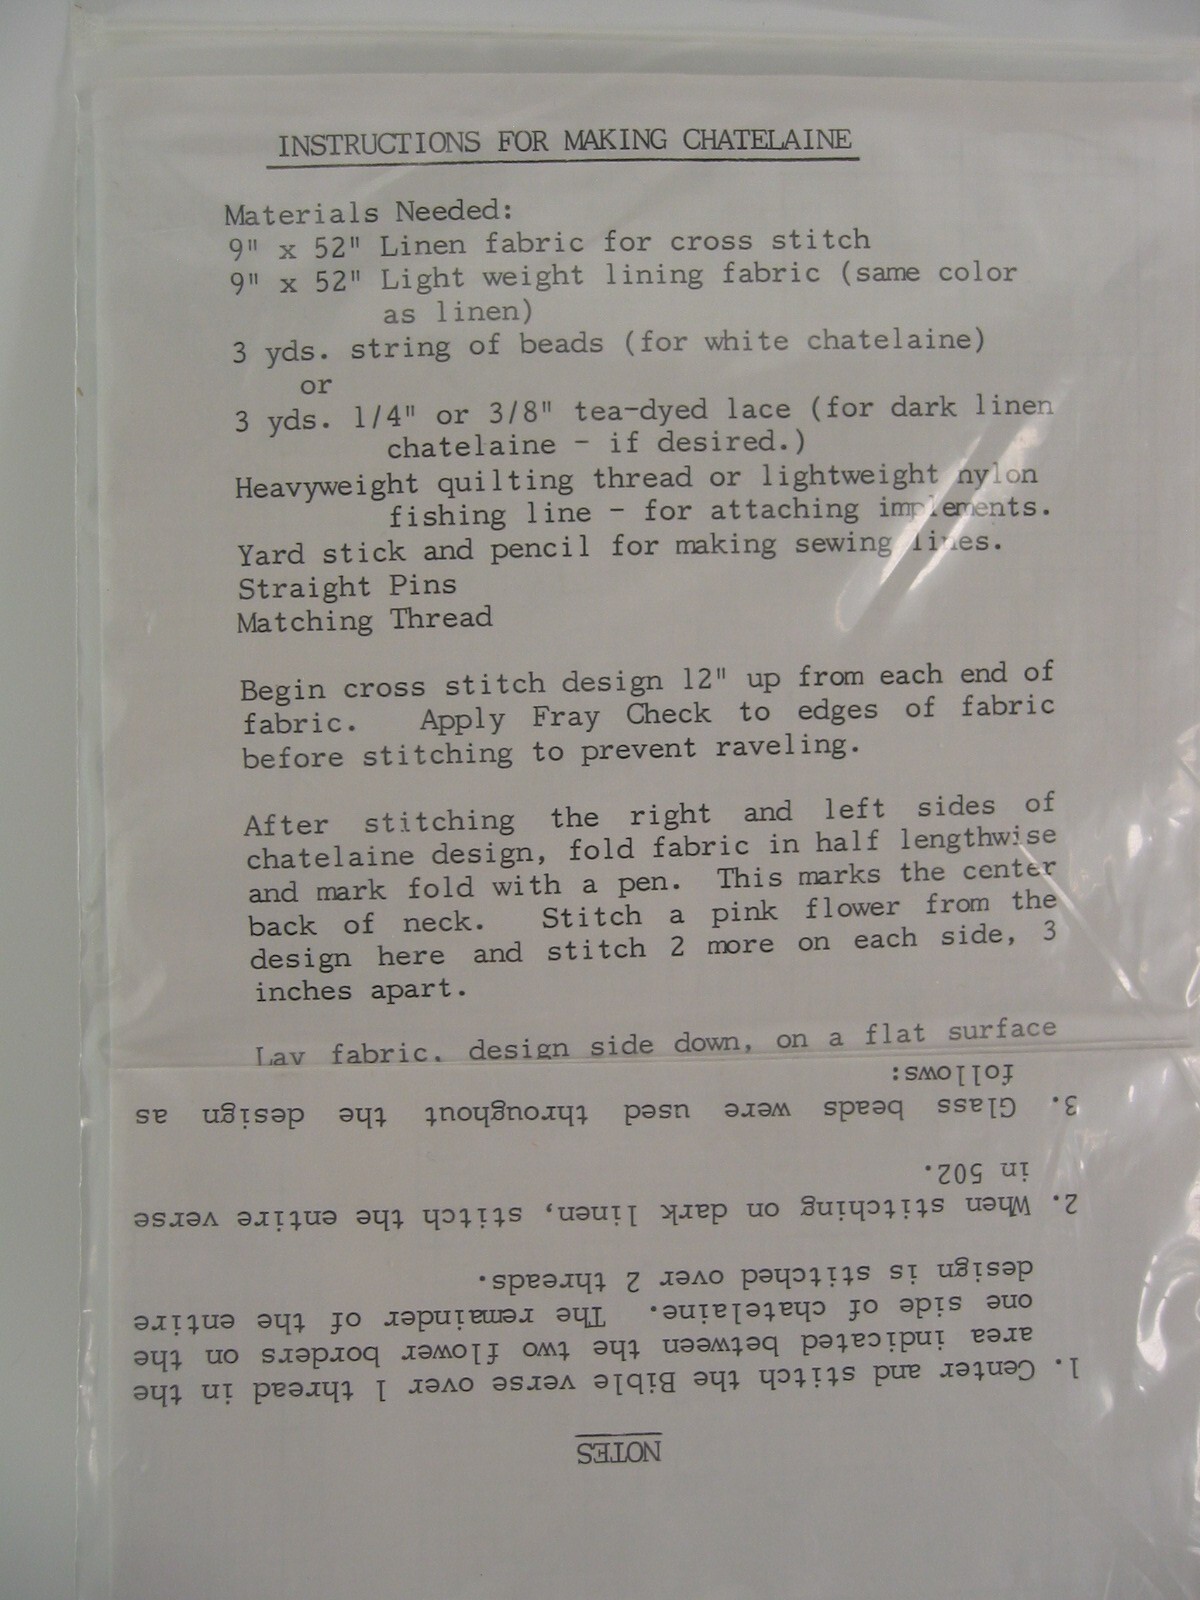 INSTRUCTIONS FOR MAKING CHATELAINE
Materials Needed:
9" x 52" Linen fabric for cross stitch
9" x 52" Light weight lining fabric (same color
as linen)
3 yds. string of beads (for white chatelaine)
or
3 yds. 1/4" or 3/8" tea-dyed lace (for dark linen
chatelaine - if desired.)
Heavyweight quilting thread or lightweight nylon
fishing line - for attaching implements.
Yard stick and pencil for making sewing lines.
Straight Pins
Matching Thread
Begin cross stitch design 12" up from each end of
fabric. Apply Fray Check to edges of fabric
before stitching to prevent raveling.
After stitching the right and left sides of
chatelaine design, fold fabric in half lengthwise
and mark fold with a pen. This marks the center
back of neck. Stitch a pink flower from the
design here and stitch 2 more on each side, 3
inches apart.
Lay fabric, design side down, on a flat surface
NOTES
1. Center and stitch the Bible verse over 1 thread in the
area indicated between the two flower borders on the
one side of chatelaine. The remainder of the entire
design is stitched over 2 threads.
2. When stitching on dark linen, stitch the entire verse
in 502.
3. Glass beads were used throughout the design as
follows: